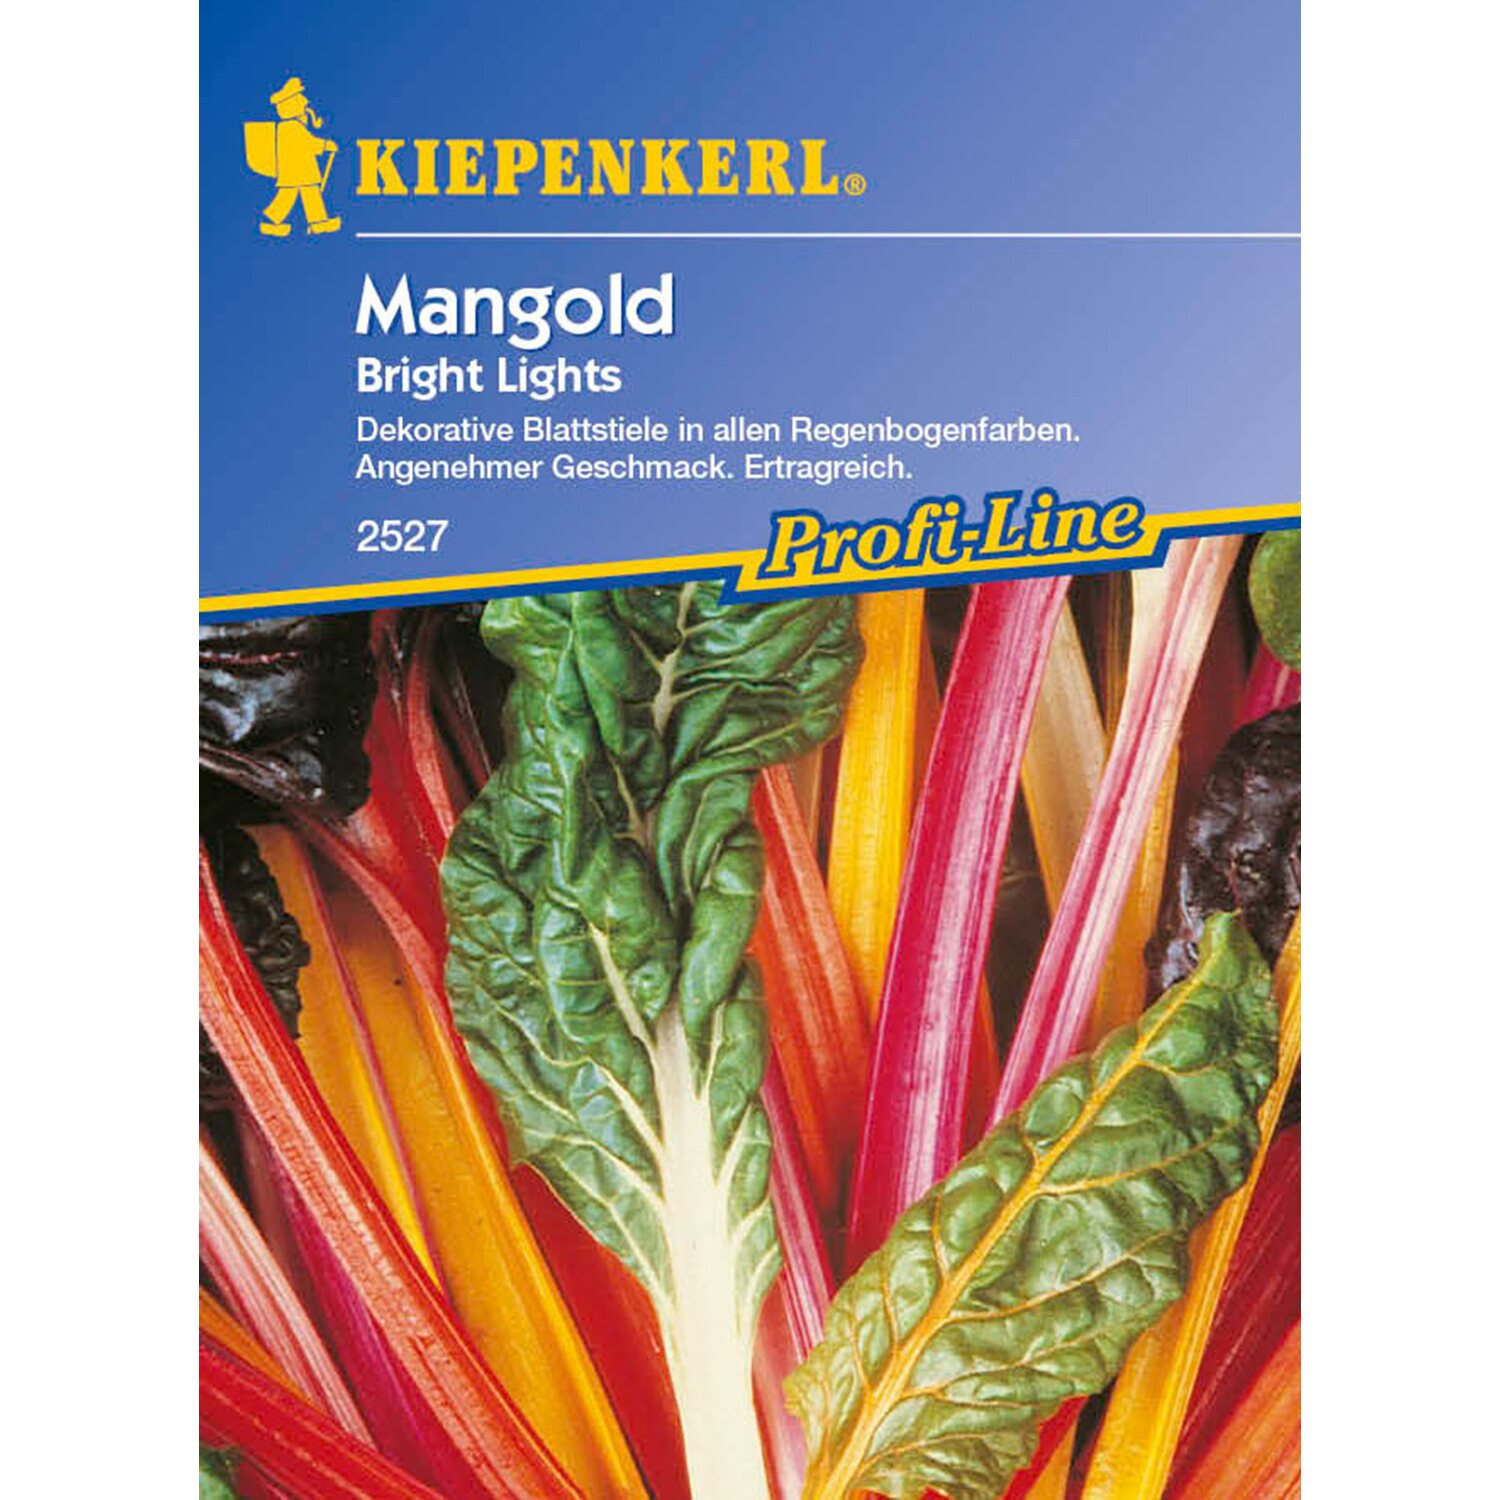 KIEPENKERL®
Mangold
Bright Lights
Dekorative Blattstiele in allen Regenbogenfarben.
Angenehmer Geschmack. Ertragreich.
2527
Profi-Line